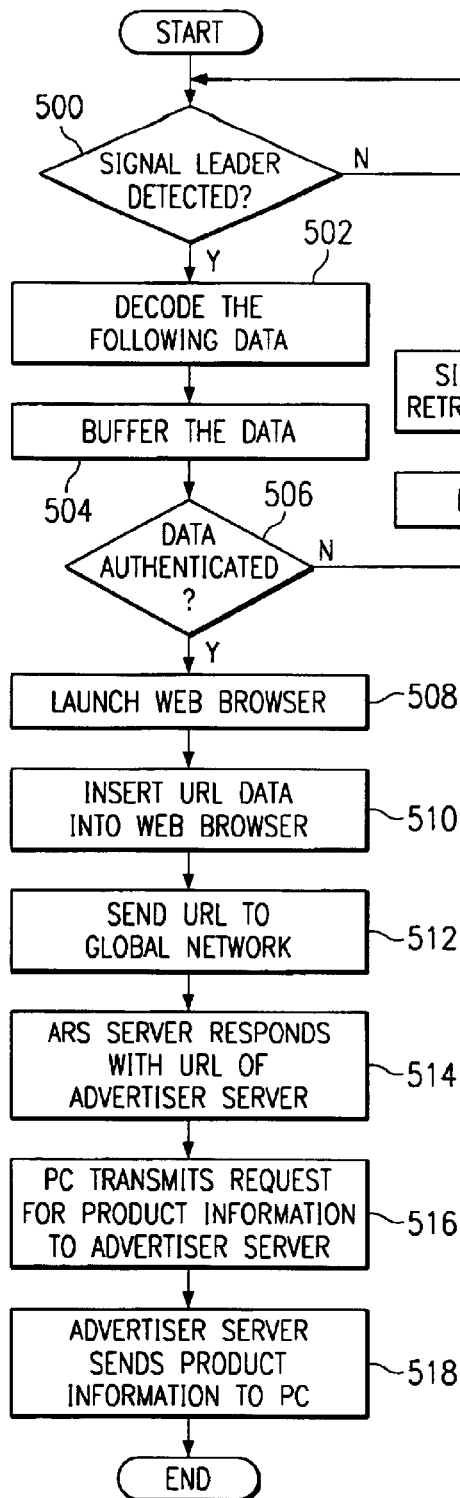 START
500
SIGNAL LEADER
DETECTED?
N
Y
502
DECODE THE
FOLLOWING DATA
BUFFER THE DATA
504
506
DATA
AUTHENTICATED
?
N
Y
LAUNCH WEB BROWSER
508
INSERT URL DATA
INTO WEB BROWSER
510
SEND URL TO
GLOBAL NETWORK
512
ARS SERVER RESPONDS
WITH URL OF
ADVERTISER SERVER
514
PC TRANSMITS REQUEST
FOR PRODUCT INFORMATION
TO ADVERTISER SERVER
516
ADVERTISER SERVER
SENDS PRODUCT
INFORMATION TO PC
518
END